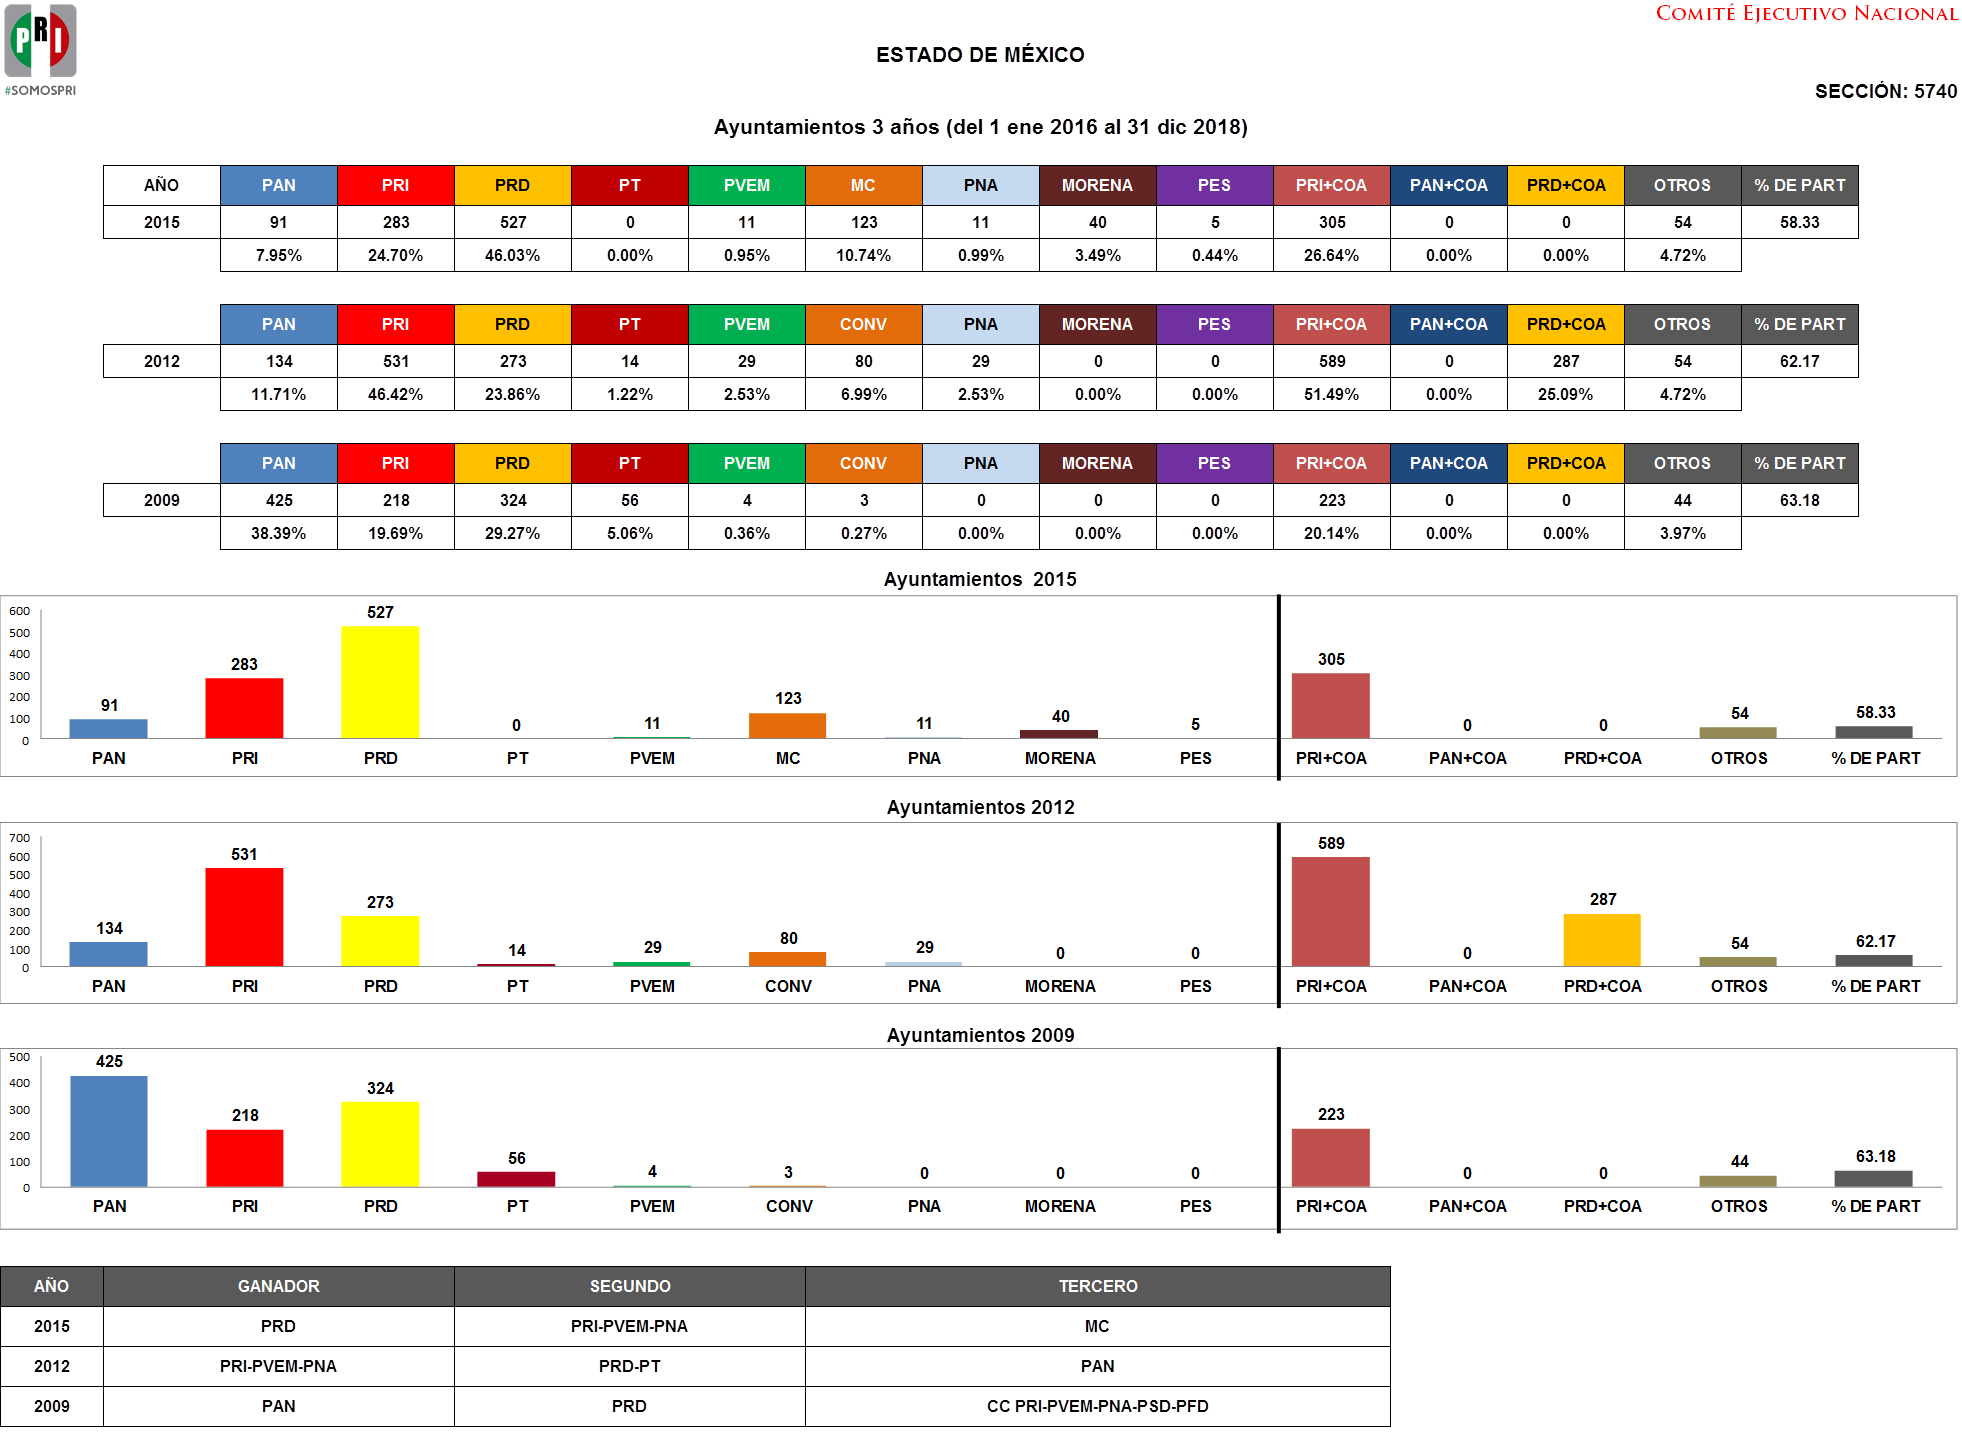 PRI
#SOMOSPRI
COMITÉ EJECUTIVO NACIONAL
ESTADO DE MÉXICO
SECCIÓN: 5740
Ayuntamientos 3 años (del 1 ene 2016 al 31 dic 2018)
AÑO PAN PRI PRD PT PVEM MC PNA MORENA PES PRI+COA PAN+COA PRD+COA OTROS % DE PART
2015 91 283 527 0 11 123 11 40 5 305 0 0 54 58.33
7.95% 24.70% 46.03% 0.00% 0.95% 10.74% 0.99% 3.49% 0.44% 26.64% 0.00% 0.00% 4.72%
PAN PRI PRD PT PVEM CONV PNA MORENA PES PRI+COA PAN+COA PRD+COA OTROS % DE PART
2012 134 531 273 14 29 80 29 0 0 589 0 287 54 62.17
11.71% 46.42% 23.86% 1.22% 2.53% 6.99% 2.53% 0.00% 0.00% 51.49% 0.00% 25.09% 4.72%
PAN PRI PRD PT PVEM CONV PNA MORENA PES PRI+COA PAN+COA PRD+COA OTROS % DE PART
2009 425 218 324 56 4 3 0 0 0 223 0 0 44 63.18
38.39% 19.69% 29.27% 5.06% 0.36% 0.27% 0.00% 0.00% 0.00% 20.14% 0.00% 0.00% 3.97%
Ayuntamientos 2015
600
500
400
300
200
100
0
91 283 527 0 11 123 11 40 5 305 0 0 54 58.33
PAN PRI PRD PT PVEM MC PNA MORENA PES PRI+COA PAN+COA PRD+COA OTROS % DE PART
Ayuntamientos 2012
700
600
500
400
300
200
100
0
134 531 273 14 29 80 29 0 0 589 0 287 54 62.17
PAN PRI PRD PT PVEM CONV PNA MORENA PES PRI+COA PAN+COA PRD+COA OTROS % DE PART
Ayuntamientos 2009
500
400
300
200
100
0
425 218 324 56 4 3 0 0 0 223 0 0 44 63.18
PAN PRI PRD PT PVEM CONV PNA MORENA PES PRI+COA PAN+COA PRD+COA OTROS % DE PART
AÑO GANADOR SEGUNDO TERCERO
2015 PRD PRI-PVEM-PNA MC
2012 PRI-PVEM-PNA PRD-PT PAN
2009 PAN PRD CC PRI-PVEM-PNA-PSD-PFD